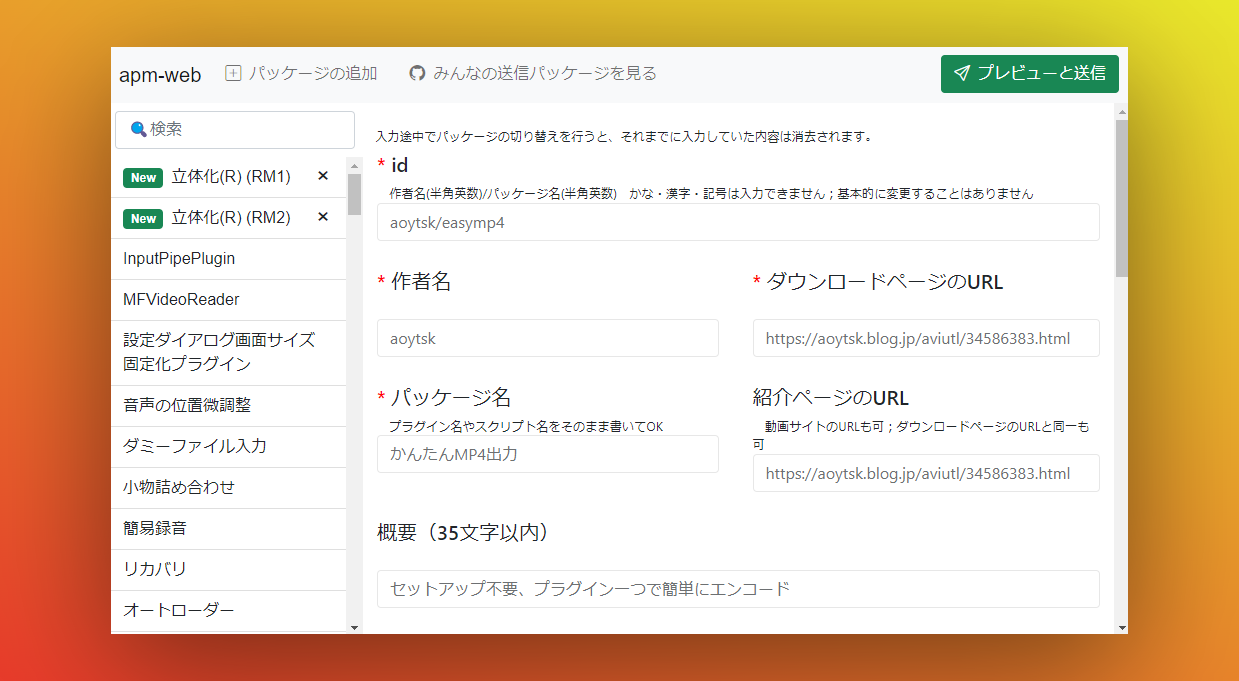 apm-web パッケージの追加 みんなの送信パッケージを見る プレビューと送信
検索
New 立体化(R) (RM1) ×
New 立体化(R) (RM2) ×
InputPipePlugin
MFVideoReader
設定ダイアログ画面サイズ
固定化プラグイン
音声の位置微調整
ダミーファイル入力
小物詰め合わせ
簡易録音
リカバリ
オートローダー
入力途中でパッケージの切り替えを行うと、それまでに入力していた内容は消去されます。
* id
作者名(半角英数)/パッケージ名(半角英数) かな・漢字・記号は入力できません；基本的に変更することはありません
aoytsk/easymp4
* 作者名
aoytsk
* ダウンロードページのURL
https://aoytsk.blog.jp/aviutl/34586383.html
* パッケージ名
プラグイン名やスクリプト名をそのまま書いてOK
かんたんMP4出力
紹介ページのURL
動画サイトのURLも可；ダウンロードページのURLと同一も
可
https://aoytsk.blog.jp/aviutl/34586383.html
概要（35文字以内）
セットアップ不要、プラグイン一つで簡単にエンコード